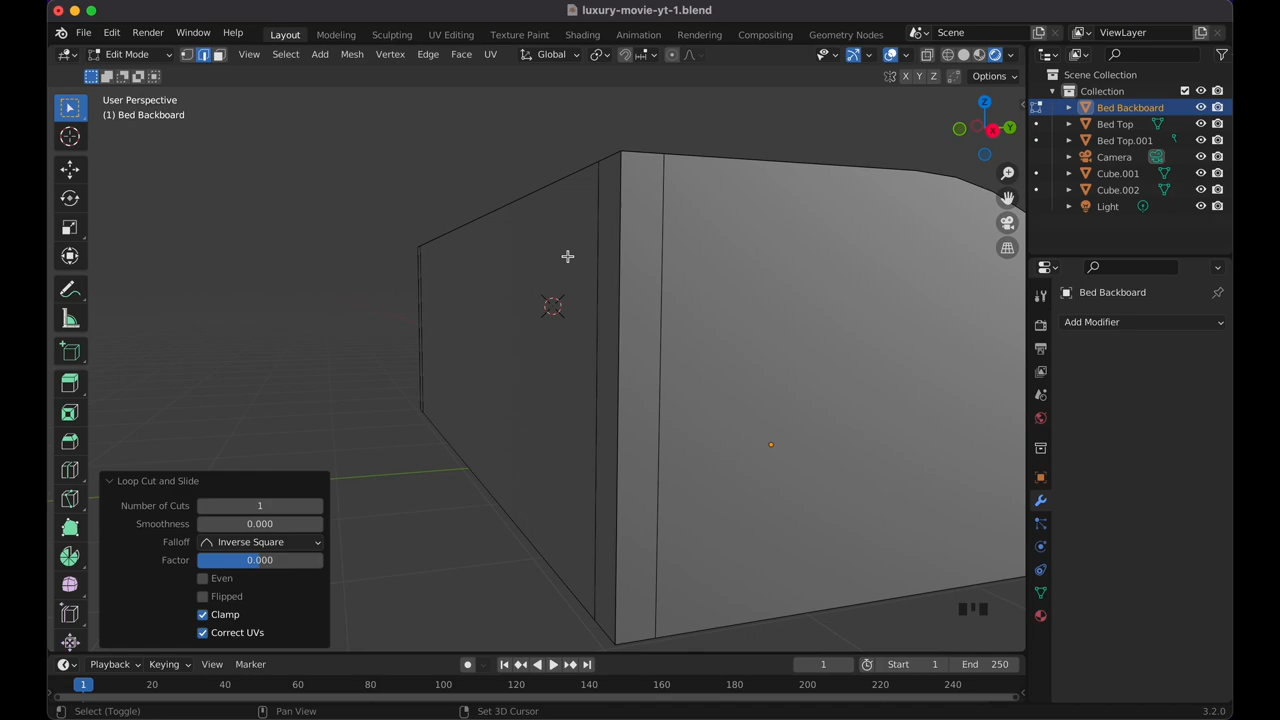 luxury-movie-yt-1.blend
File Edit Render Window Help Layout Modeling Sculpting UV Editing Texture Paint Shading Animation Rendering Compositing Geometry Nodes Scene ViewLayer
Edit Mode View Select Add Mesh Vertex Edge Face UV Global
X Y Z Options
User Perspective
(1) Bed Backboard
Z
Y
X
Scene Collection
Collection
Bed Backboard
Bed Top
Bed Top.001
Camera
Cube.001
Cube.002
Light
Bed Backboard
Add Modifier
Loop Cut and Slide
Number of Cuts 1
Smoothness 0.000
Falloff Inverse Square
Factor 0.000
Even
Flipped
Clamp
Correct UVs
Playback Keying View Marker 1 Start 1 End 250
1 20 40 60 80 100 120 140 160 180 200 220 240
Select (Toggle) Pan View Set 3D Cursor 3.2.0